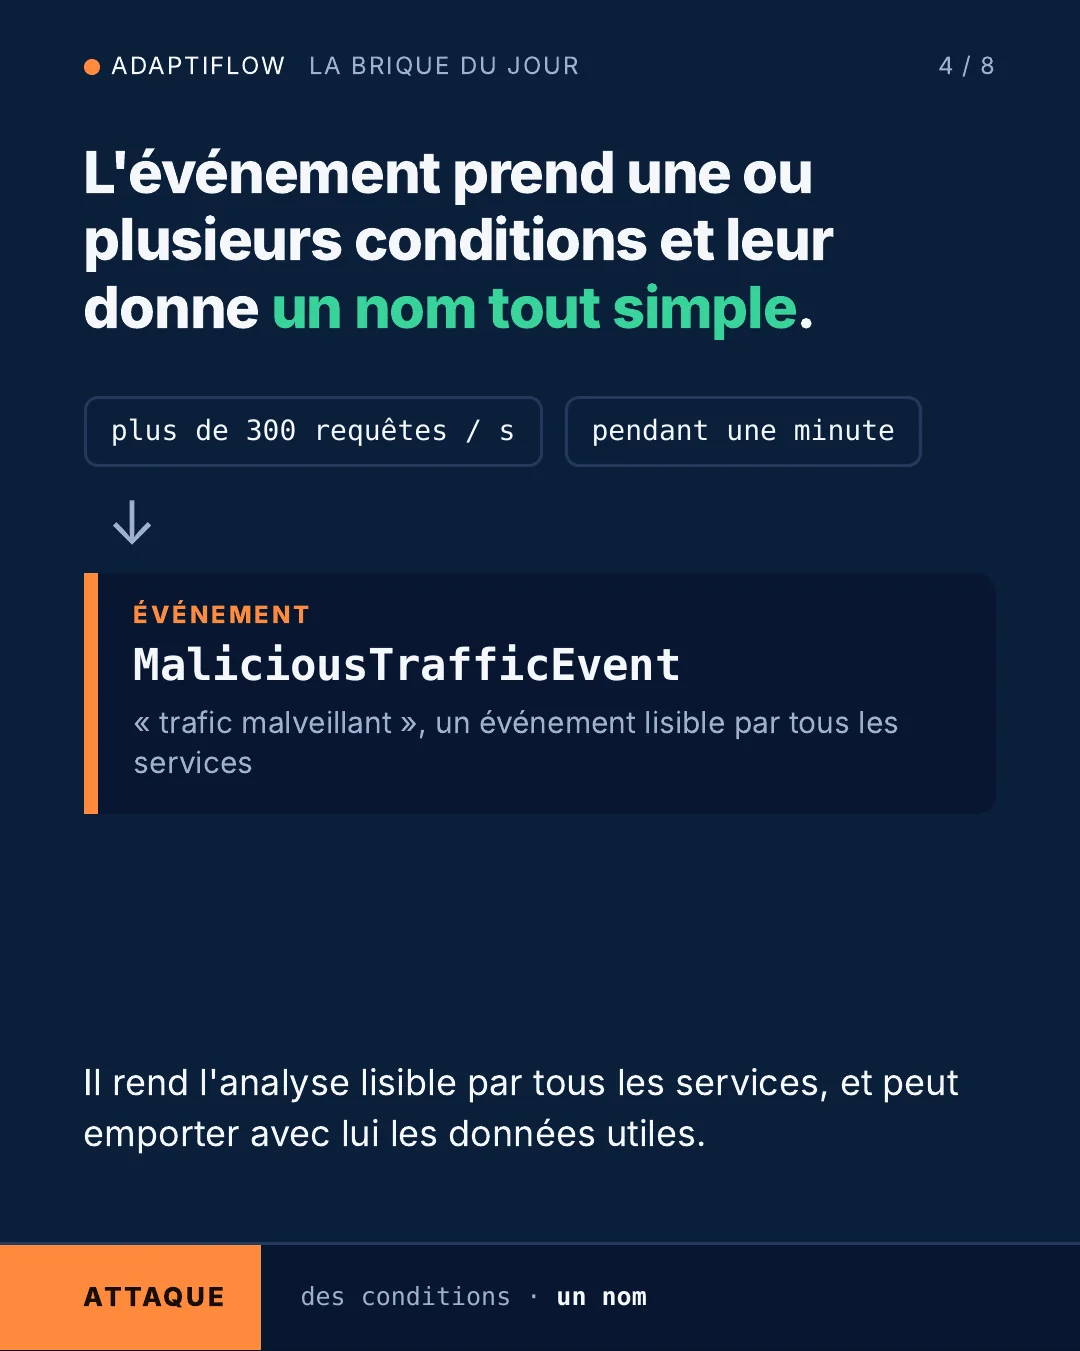 ADAPTIFLOW LA BRIQUE DU JOUR 4 / 8
L'événement prend une ou
plusieurs conditions et leur
donne un nom tout simple.
plus de 300 requêtes / s pendant une minute
↓
ÉVÉNEMENT
MaliciousTrafficEvent
« trafic malveillant », un événement lisible par tous les
services
Il rend l'analyse lisible par tous les services, et peut
emporter avec lui les données utiles.
ATTAQUE des conditions · un nom